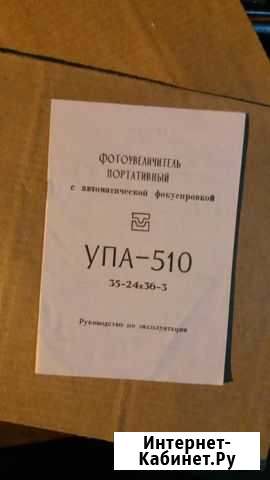 ФОТОУВЕЛИЧИТЕЛЬ
ПОРТАТИВНЫЙ
с автоматической фокусировкой
УПА-510
35-24х36-3
Руководство по эксплуатации
Интернет-
Кабинет.Ру